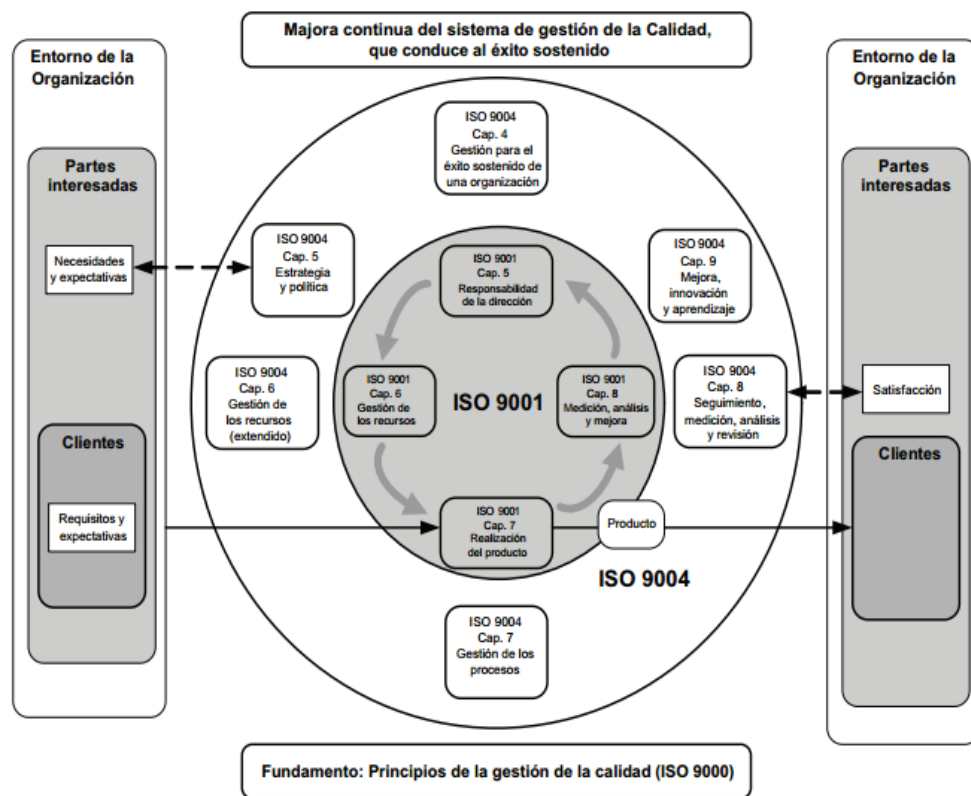 Majora continua del sistema de gestión de la Calidad,
que conduce al éxito sostenido
Entorno de la
Organización
Partes
interesadas
Necesidades
y expectativas
Clientes
Requisitos y
expectativas
ISO 9004
Cap. 4
Gestión para el
éxito sostenido de
una organización
ISO 9004
Cap. 5
Estrategia
y política
ISO 9004
Cap. 9
Mejora,
innovación
y aprendizaje
ISO 9001
Cap. 5
Responsabilidad
de la dirección
ISO 9004
Cap. 6
Gestión de
los recursos
(extendido)
ISO 9001
Cap. 6
Gestión de
los recursos
ISO 9001
ISO 9001
Cap. 8
Medición, análisis
y mejora
ISO 9004
Cap. 8
Seguimiento,
medición, análisis
y revisión
ISO 9001
Cap. 7
Realización
del producto
Producto
ISO 9004
ISO 9004
Cap. 7
Gestión de los
procesos
Entorno de la
Organización
Partes
interesadas
Satisfacción
Clientes
Fundamento: Principios de la gestión de la calidad (ISO 9000)